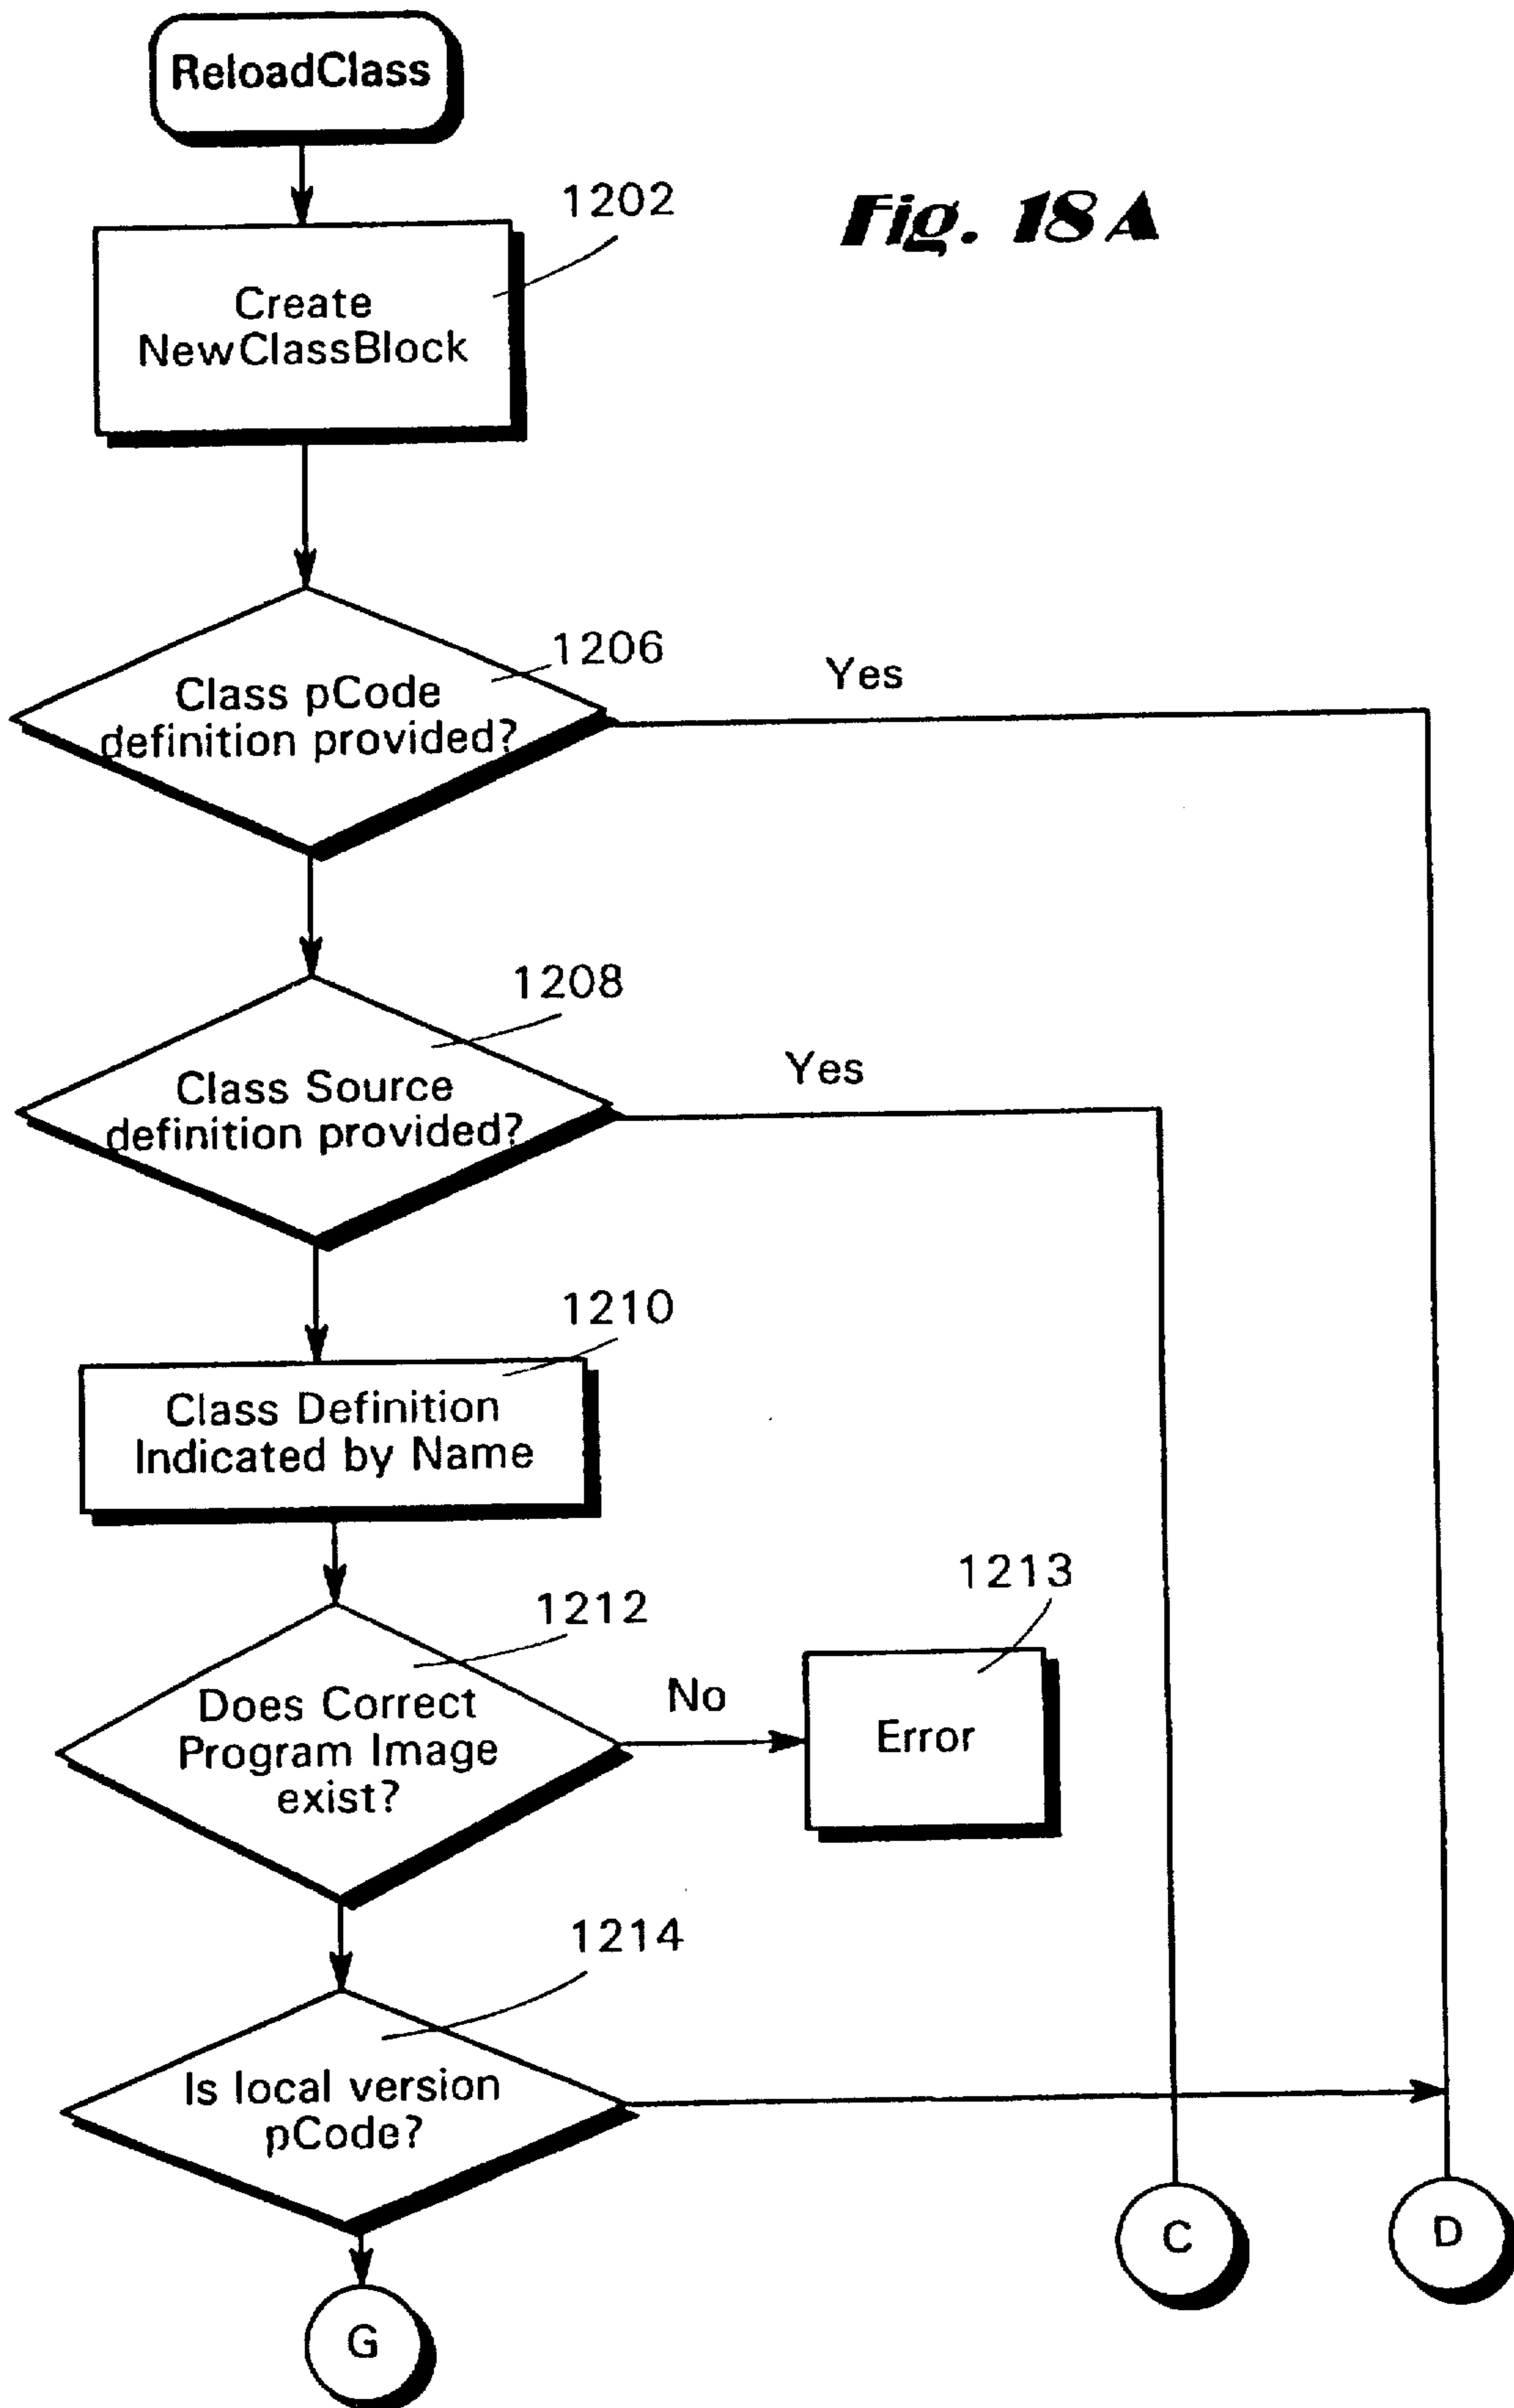 ReloadClass
Fig. 18A
1202
Create
NewClassBlock
1206
Yes
Class pCode
definition provided?
1208
Yes
Class Source
definition provided?
1210
Class Definition
Indicated by Name
1212
1213
Does Correct
Program Image
exist?
No
Error
1214
Is local version
pCode?
C
D
G